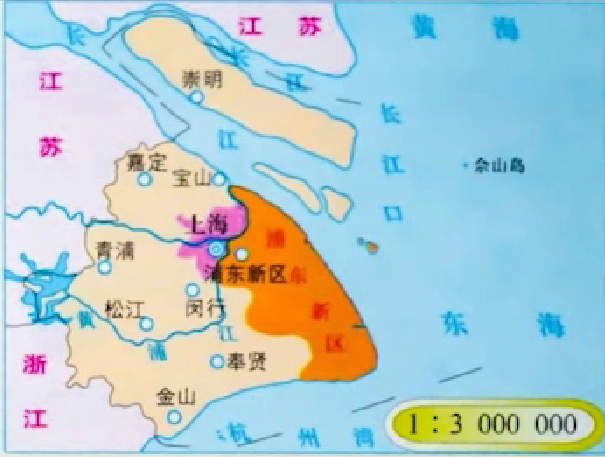 江苏
黄海
长江
江苏
崇明
长江口
佘山岛
嘉定
宝山
上海
青浦
浦东新区
浦东新区
松江
闵行
黄浦江
东海
浙江
奉贤
金山
杭州湾
1:3 000 000